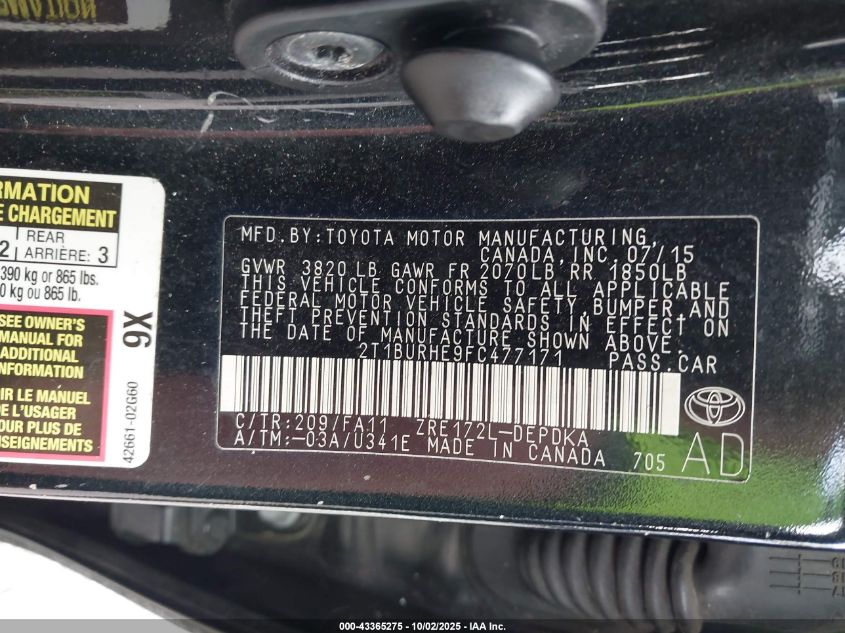 RMATION
E CHARGEMENT
2 REAR 3
ARRIÈRE:
390 kg or 865 lbs.
0 kg ou 865 lb.
SEE OWNER'S
MANUAL FOR
ADDITIONAL
INFORMATION
LE MANUEL
DE L'USAGER
POUR PLUS DE
SEIGNEMENTS
9X
42661-02G60
MFD.BY:TOYOTA MOTOR MANUFACTURING,
CANADA,INC.07/15
GVWR 3820 LB GAWR FR 2070LB RR 1850LB
THIS VEHICLE CONFORMS TO ALL APPLICABLE
FEDERAL MOTOR VEHICLE SAFETY,BUMPER,AND
THEFT PREVENTION STANDARDS IN EFFECT ON
THE DATE OF MANUFACTURE SHOWN ABOVE.
2T1BURHE9FC477171 PASS.CAR
C/TR:209/FA11 ZRE172L-DEPDKA
A/TM:-03A/U341E MADE IN CANADA 705
AD
000-43365275 - 10/02/2025 - IAA Inc.